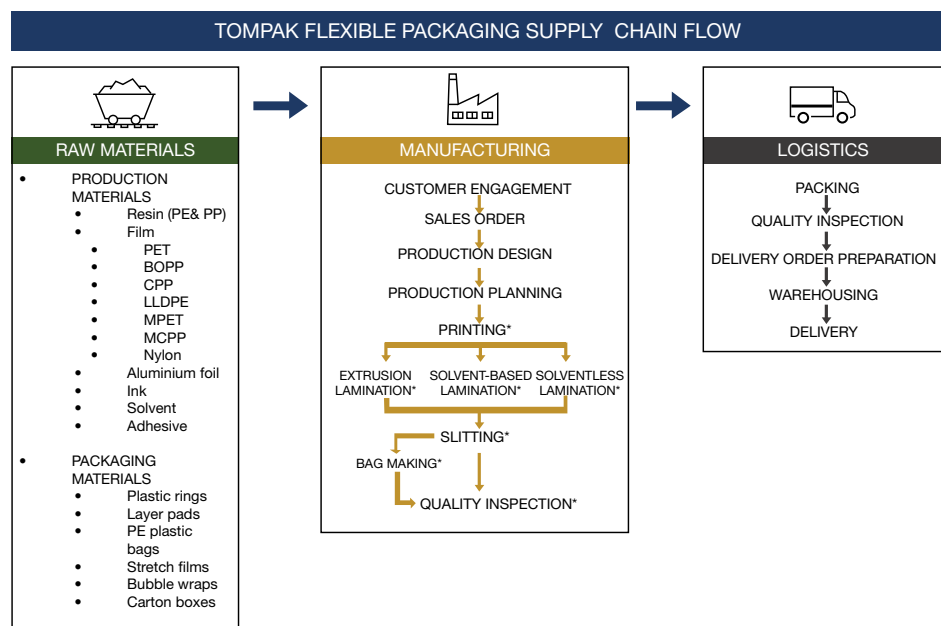 TOMPAK FLEXIBLE PACKAGING SUPPLY CHAIN FLOW
RAW MATERIALS
• PRODUCTION
MATERIALS
• Resin (PE& PP)
• Film
• PET
• BOPP
• CPP
• LLDPE
• MPET
• MCPP
• Nylon
• Aluminium foil
• Ink
• Solvent
• Adhesive
• PACKAGING
MATERIALS
• Plastic rings
• Layer pads
• PE plastic
bags
• Stretch films
• Bubble wraps
• Carton boxes
MANUFACTURING
CUSTOMER ENGAGEMENT
SALES ORDER
PRODUCTION DESIGN
PRODUCTION PLANNING
PRINTING*
EXTRUSION
LAMINATION*
SOLVENT-BASED
LAMINATION*
SOLVENTLESS
LAMINATION*
SLITTING*
BAG MAKING*
QUALITY INSPECTION*
LOGISTICS
PACKING
QUALITY INSPECTION
DELIVERY ORDER PREPARATION
WAREHOUSING
DELIVERY